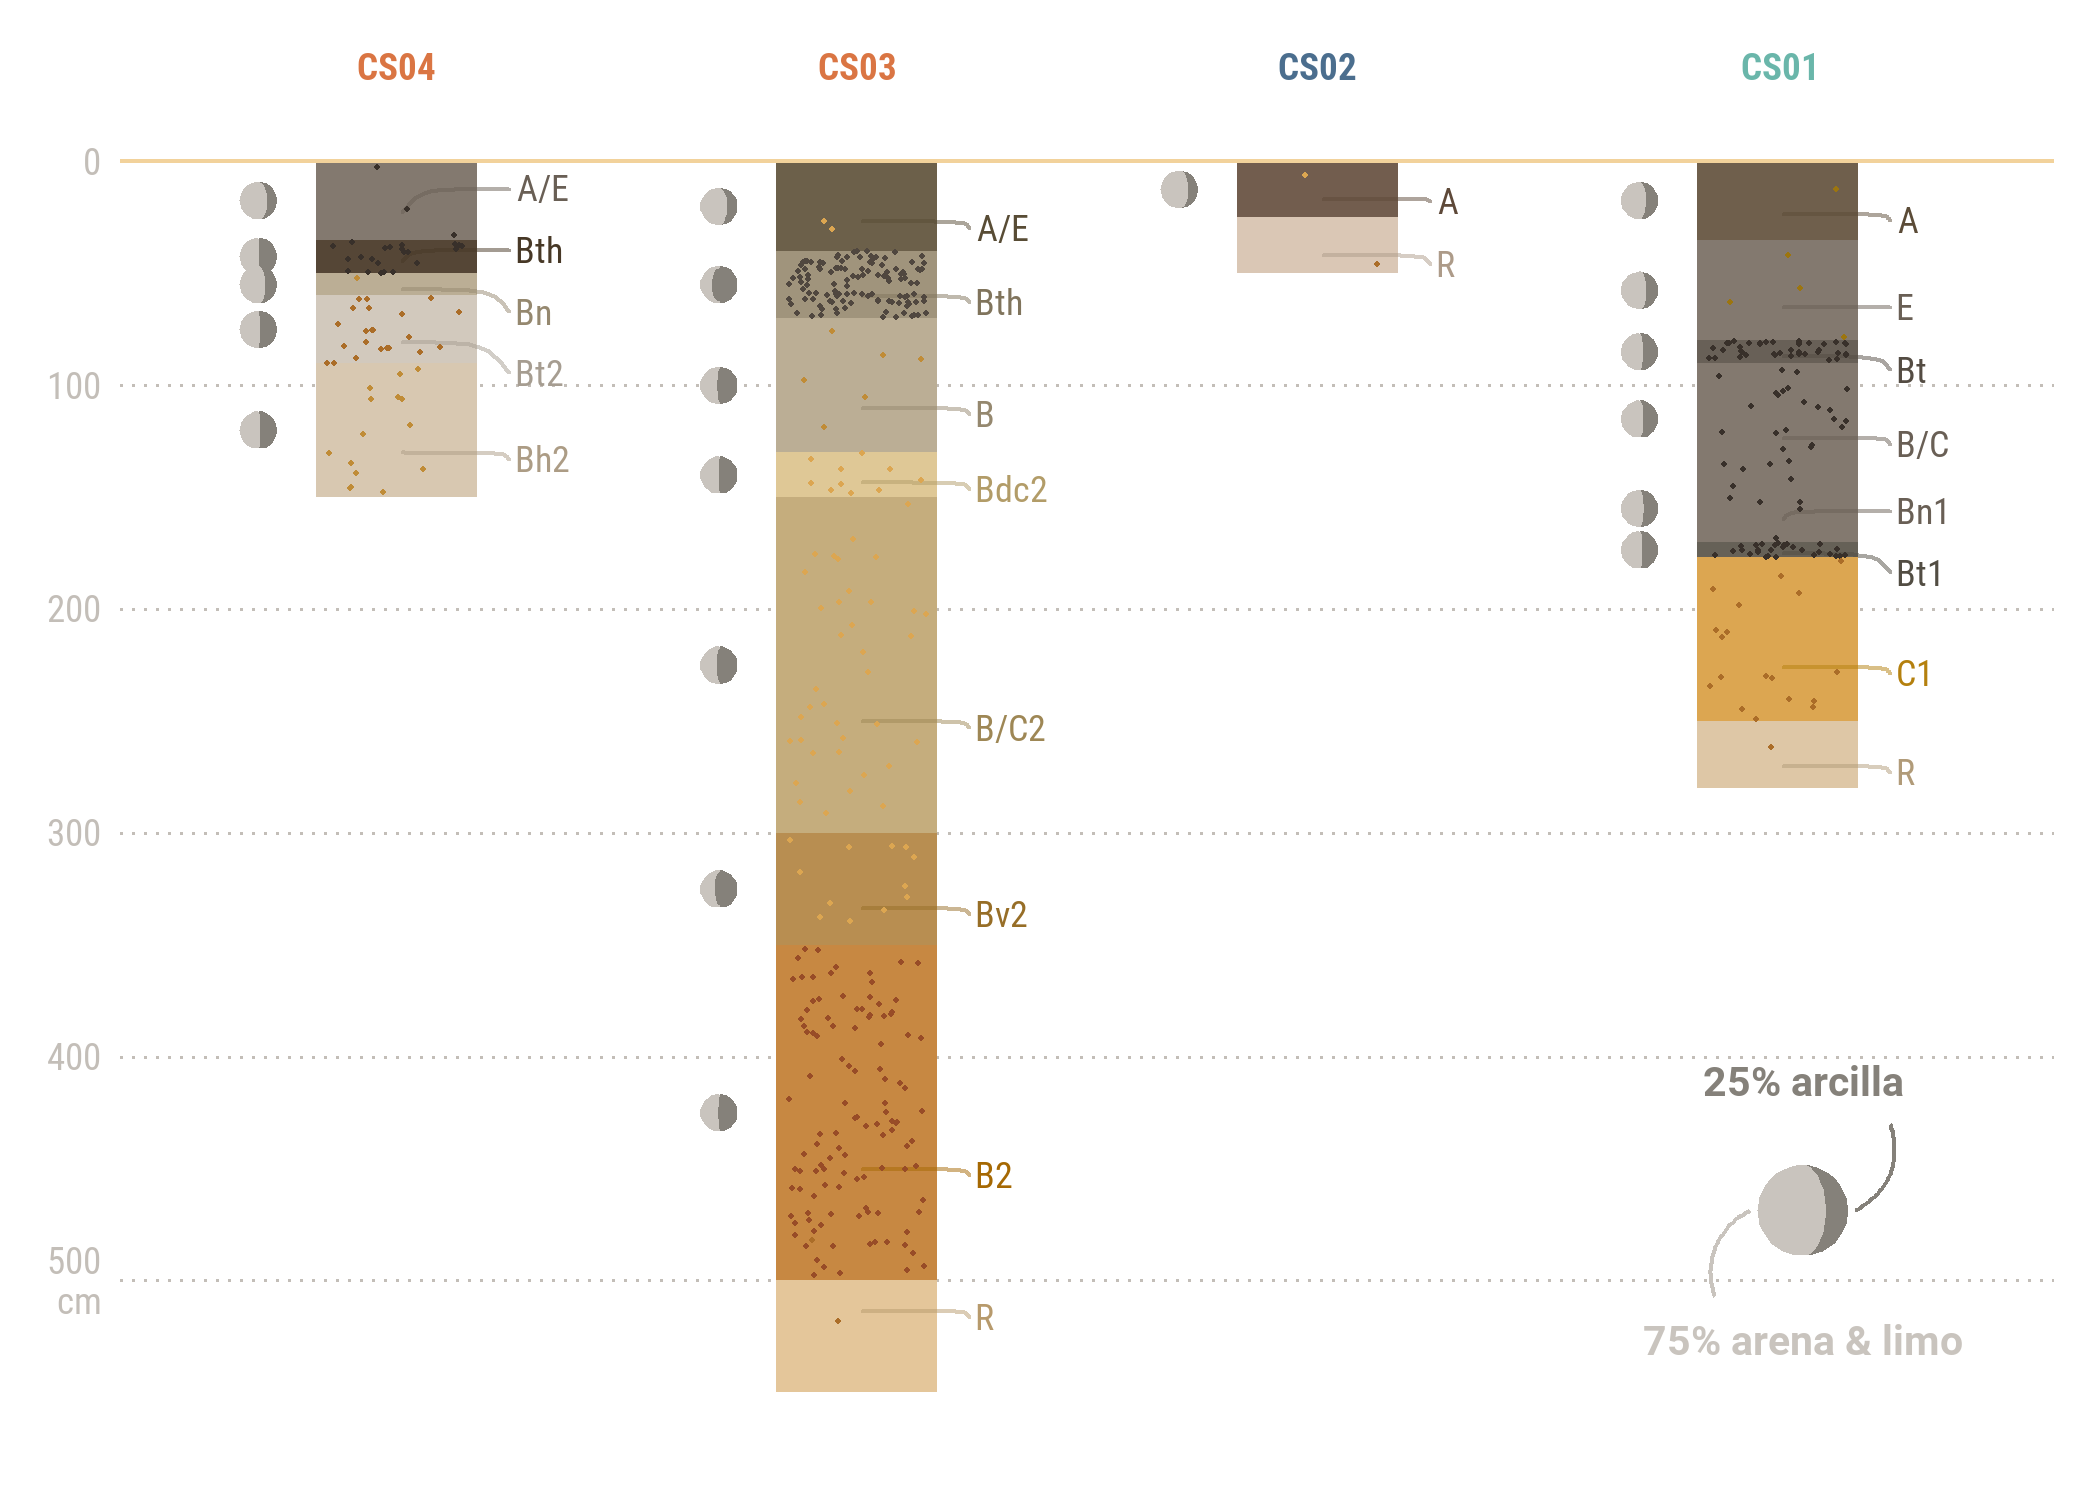 CS04
CS03
CS02
CS01
0
100
200
300
400
500
cm
A/E
Bth
Bn
Bt2
Bh2
A/E
Bth
B
Bdc2
B/C2
Bv2
B2
R
A
R
A
E
Bt
B/C
Bn1
Bt1
C1
R
25% arcilla
75% arena & limo